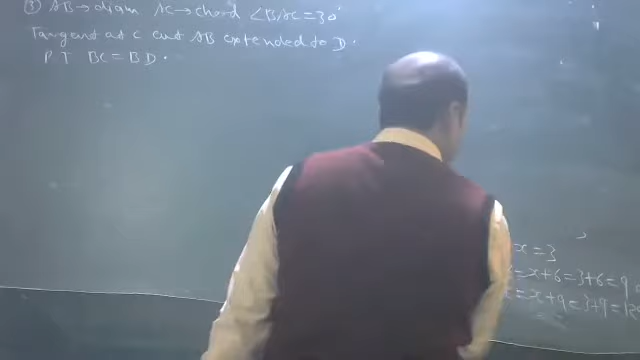 ③ AB → diam AC → chord ∠BAC = 30°
Tangent at C cut AB extended to D.
P T BC = BD.
x = 3
= x + 6 = 3 + 6 = 9
= x + 9 = 3 + 9 = 12